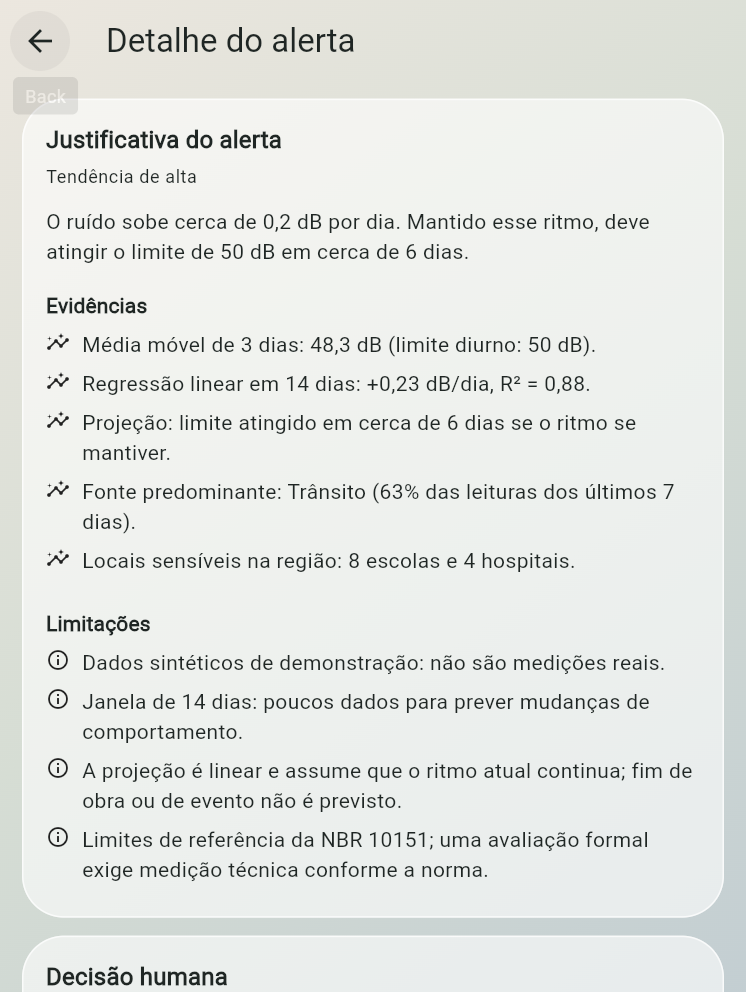 Detalhe do alerta
Back
Justificativa do alerta
Tendência de alta
O ruído sobe cerca de 0,2 dB por dia. Mantido esse ritmo, deve
atingir o limite de 50 dB em cerca de 6 dias.
Evidências
Média móvel de 3 dias: 48,3 dB (limite diurno: 50 dB).
Regressão linear em 14 dias: +0,23 dB/dia, R² = 0,88.
Projeção: limite atingido em cerca de 6 dias se o ritmo se
mantiver.
Fonte predominante: Trânsito (63% das leituras dos últimos 7
dias).
Locais sensíveis na região: 8 escolas e 4 hospitais.
Limitações
Dados sintéticos de demonstração: não são medições reais.
Janela de 14 dias: poucos dados para prever mudanças de
comportamento.
A projeção é linear e assume que o ritmo atual continua; fim de
obra ou de evento não é previsto.
Limites de referência da NBR 10151; uma avaliação formal
exige medição técnica conforme a norma.
Decisão humana